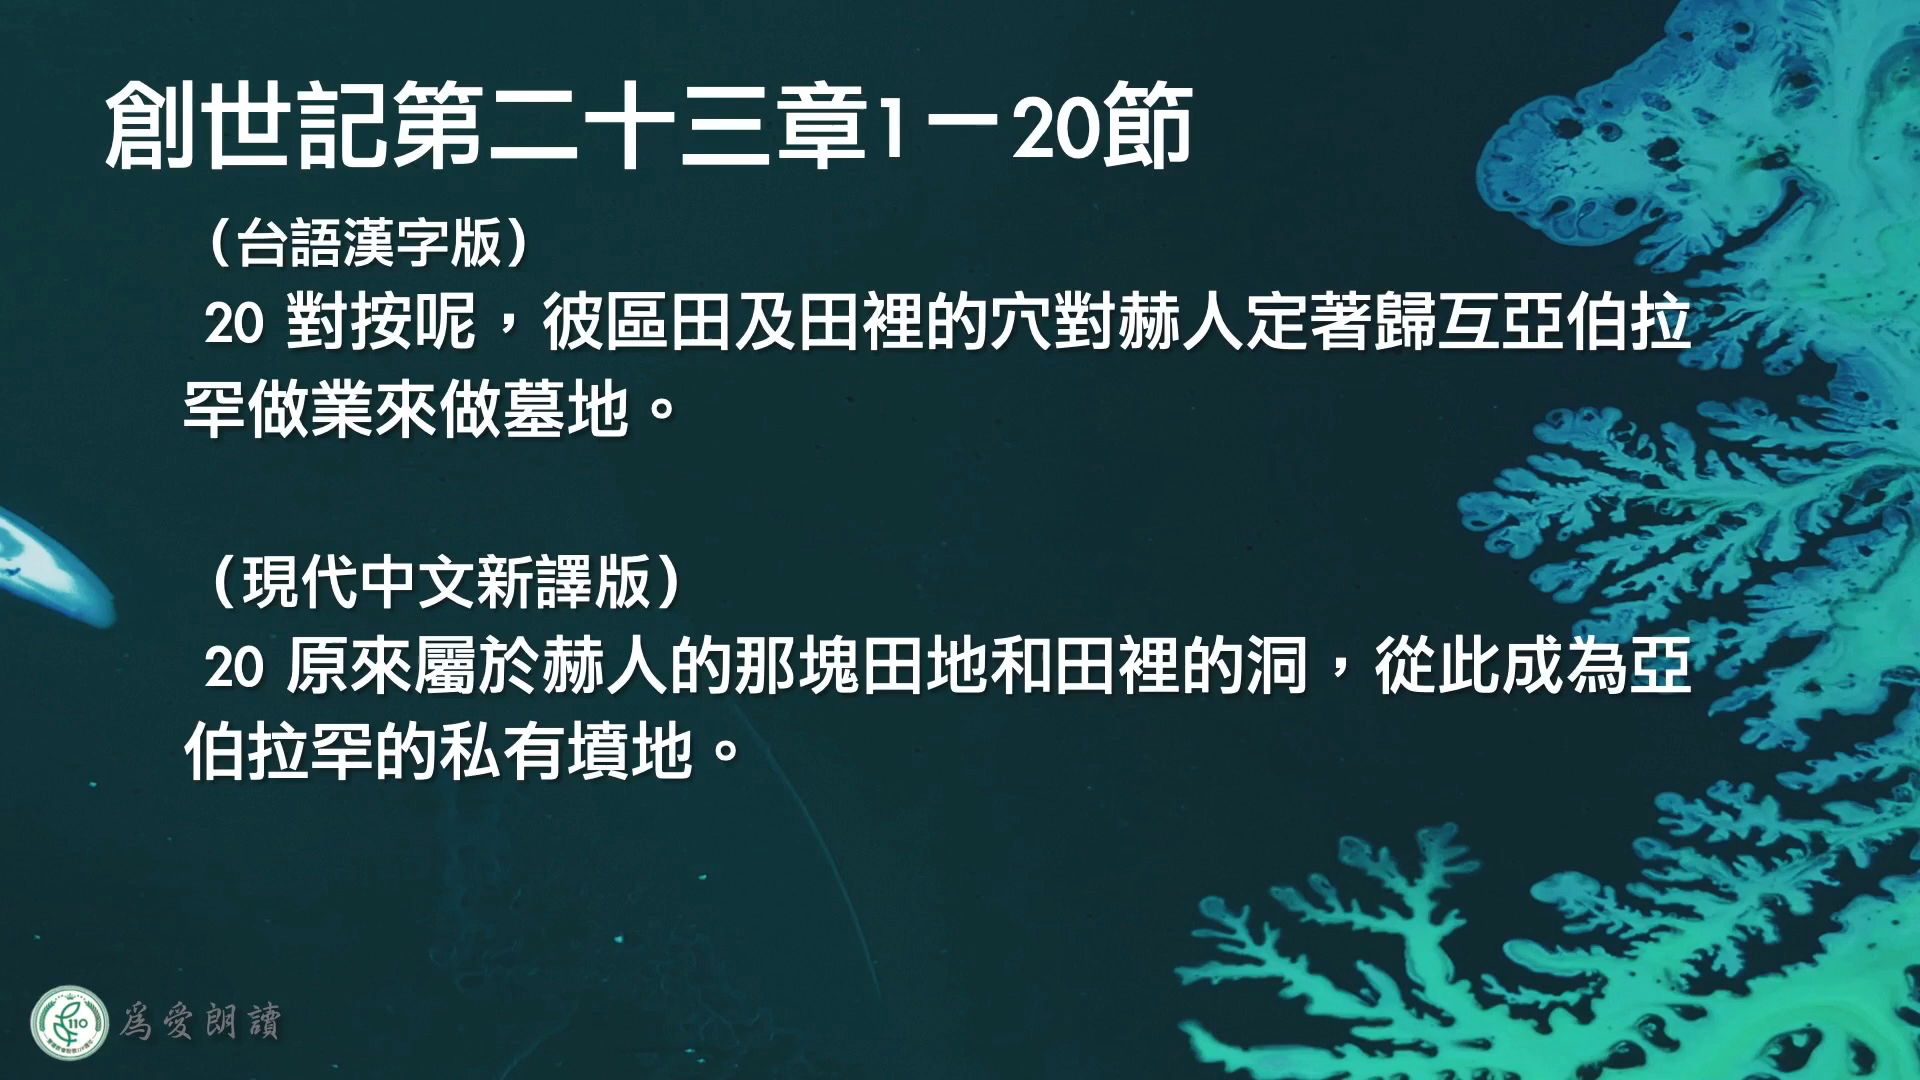 創世記第二十三章1－20節
（台語漢字版）
20 對按呢，彼區田及田裡的穴對赫人定著歸互亞伯拉
罕做業來做墓地。
（現代中文新譯版）
20 原來屬於赫人的那塊田地和田裡的洞，從此成為亞
伯拉罕的私有墳地。
110
為愛朗讀